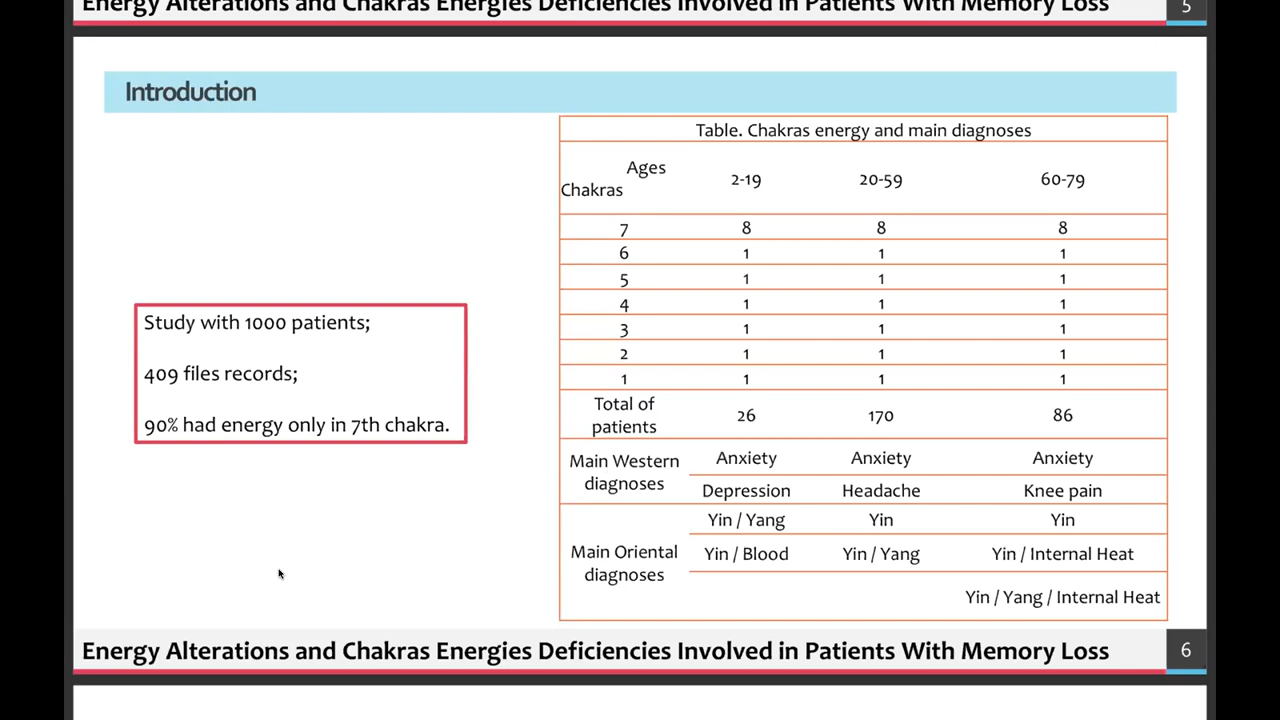 Energy Alterations and Chakras Energies Deficiencies Involved in Patients With Memory Loss 5
Introduction
Study with 1000 patients;
409 files records;
90% had energy only in 7th chakra.
Table. Chakras energy and main diagnoses
Ages
Chakras 2-19 20-59 60-79
7 8 8 8
6 1 1 1
5 1 1 1
4 1 1 1
3 1 1 1
2 1 1 1
1 1 1 1
Total of
patients 26 170 86
Main Western
diagnoses
Anxiety Anxiety Anxiety
Depression Headache Knee pain
Main Oriental
diagnoses
Yin / Yang Yin Yin
Yin / Blood Yin / Yang Yin / Internal Heat
Yin / Yang / Internal Heat
Energy Alterations and Chakras Energies Deficiencies Involved in Patients With Memory Loss 6